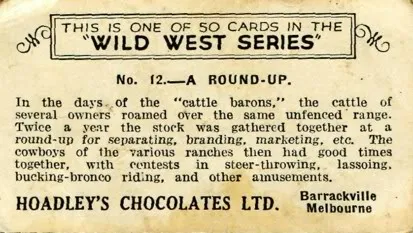 THIS IS ONE OF 50 CARDS IN THE
"WILD WEST SERIES"
No. 12.—A ROUND-UP.
In the days of the "cattle barons," the cattle of
several owners roamed over the same unfenced range.
Twice a year the stock was gathered together at a
round-up for separating, branding, marketing, etc. The
cowboys of the various ranches then had good times
together, with contests in steer-throwing, lassoing,
bucking-bronco riding, and other amusements.
HOADLEY'S CHOCOLATES LTD. Barrackville
Melbourne